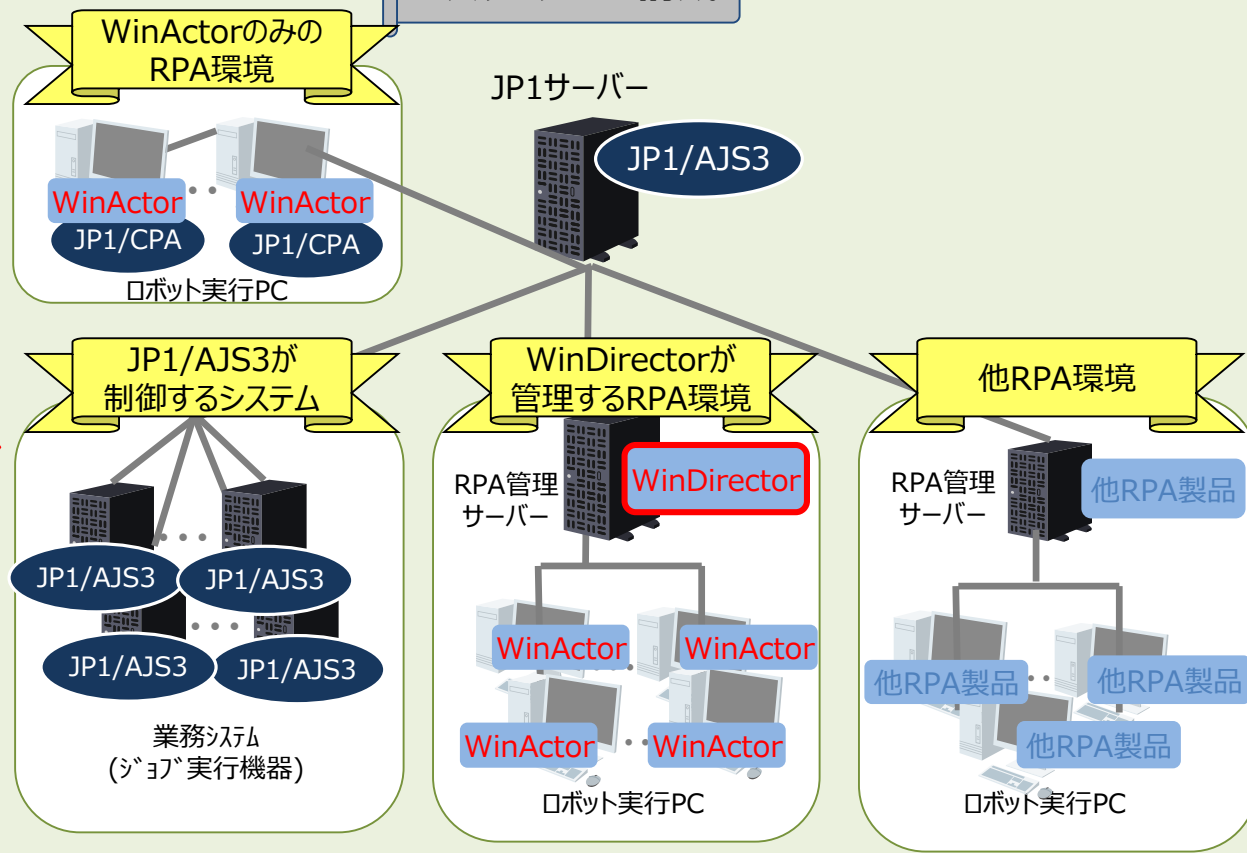 WinActorのみの
RPA環境
JP1サーバー
JP1/AJS3
WinActor
WinActor
JP1/CPA
JP1/CPA
ロボット実行PC
JP1/AJS3が
制御するシステム
JP1/AJS3
JP1/AJS3
JP1/AJS3
JP1/AJS3
業務ｼｽﾃﾑ
(ｼﾞｮﾌﾞ実行機器)
WinDirectorが
管理するRPA環境
RPA管理
サーバー
WinDirector
WinActor
WinActor
WinActor
WinActor
ロボット実行PC
他RPA環境
RPA管理
サーバー
他RPA製品
他RPA製品
他RPA製品
他RPA製品
ロボット実行PC